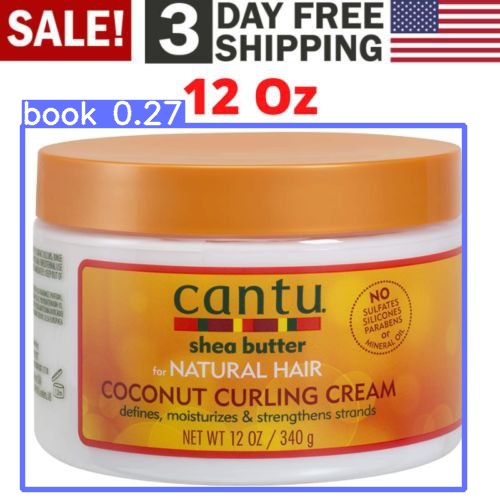 SALE!
3 DAY FREE SHIPPING
12 Oz
book 0.27
cantu.
shea butter
for NATURAL HAIR
COCONUT CURLING CREAM
defines, moisturizes & strengthens strands
NET WT 12 OZ / 340 g
NO
SULFATES
SILICONES
PARABENS
or
MINERAL OIL